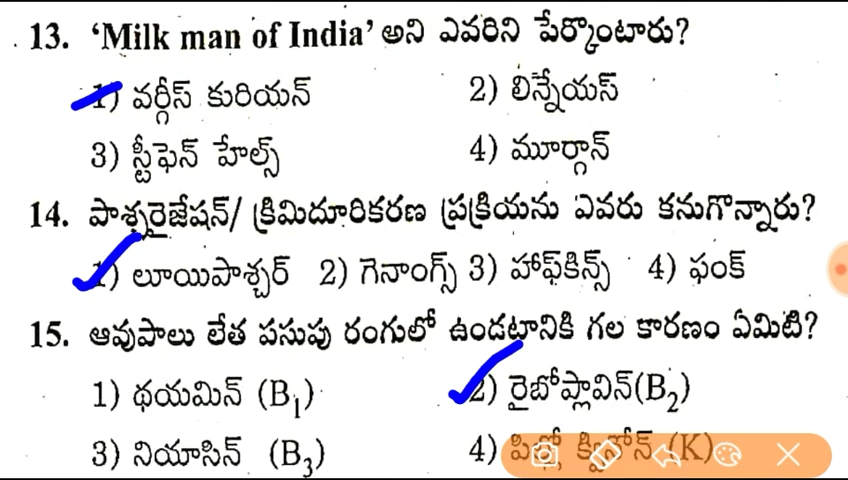 13. ‘Milk man of India’ అని ఎవరిని పేర్కొంటారు?
1) వర్గీస్ కురియన్ 2) లిన్నేయస్
3) స్టీఫెన్ హేల్స్ 4) మూర్గాన్
14. పాశ్చరైజేషన్/ క్రిమిదూరికరణ ప్రక్రియను ఎవరు కనుగొన్నారు?
1) లూయిపాశ్చర్ 2) గెనాంగ్స్ 3) హాఫ్‌కిన్స్ 4) ఫంక్
15. ఆవుపాలు లేత పసుపు రంగులో ఉండటానికి గల కారణం ఏమిటి?
1) థయమిన్ (B₁) 2) రైబోప్లావిన్(B₂)
3) నియాసిన్ (B₃) 4) క్వినోన్ (K)